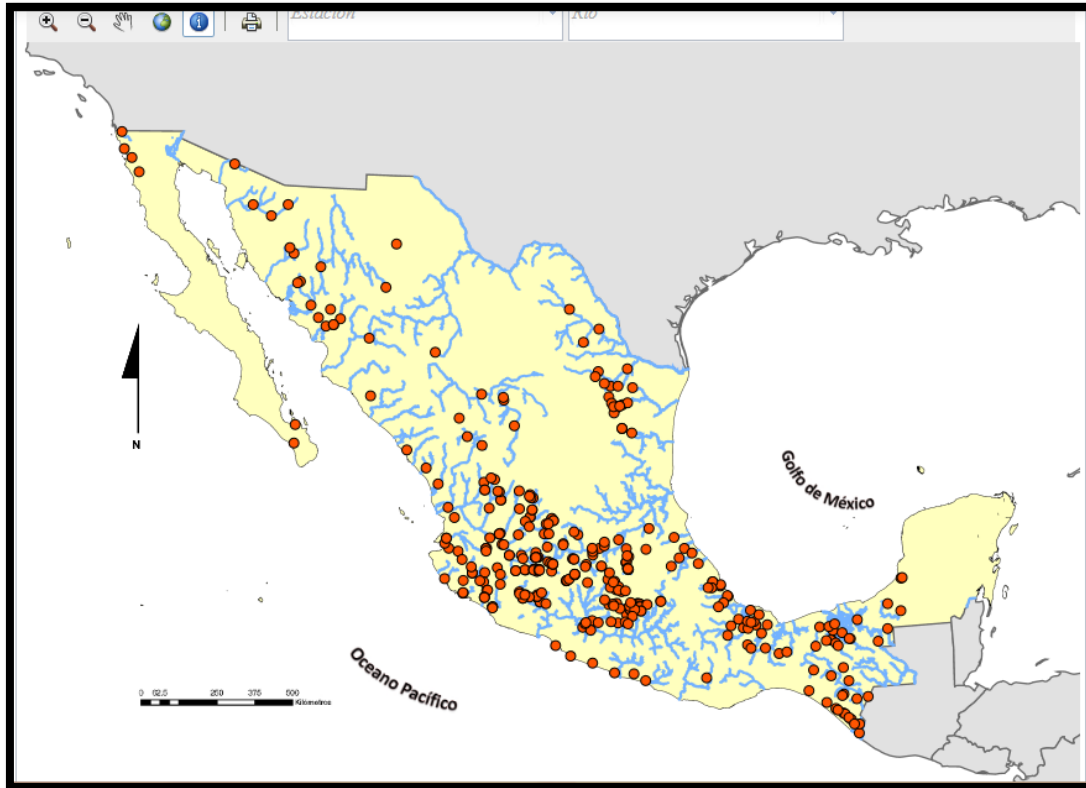 Estación
Río
N
Golfo de México
Oceano Pacífico
0 62.5 250 375 500
Kilómetros